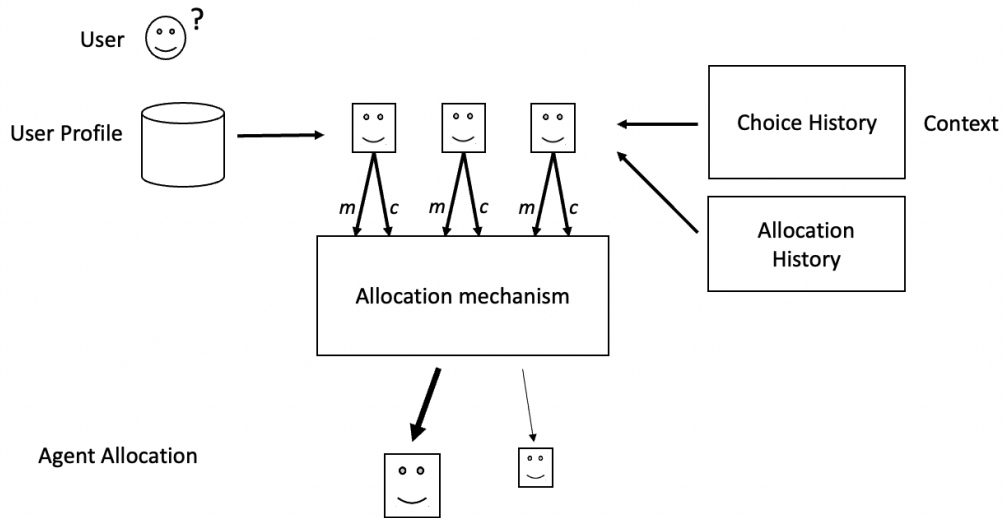 ?
User
User Profile
Choice History
Context
m c m c m c
Allocation
History
Allocation mechanism
Agent Allocation